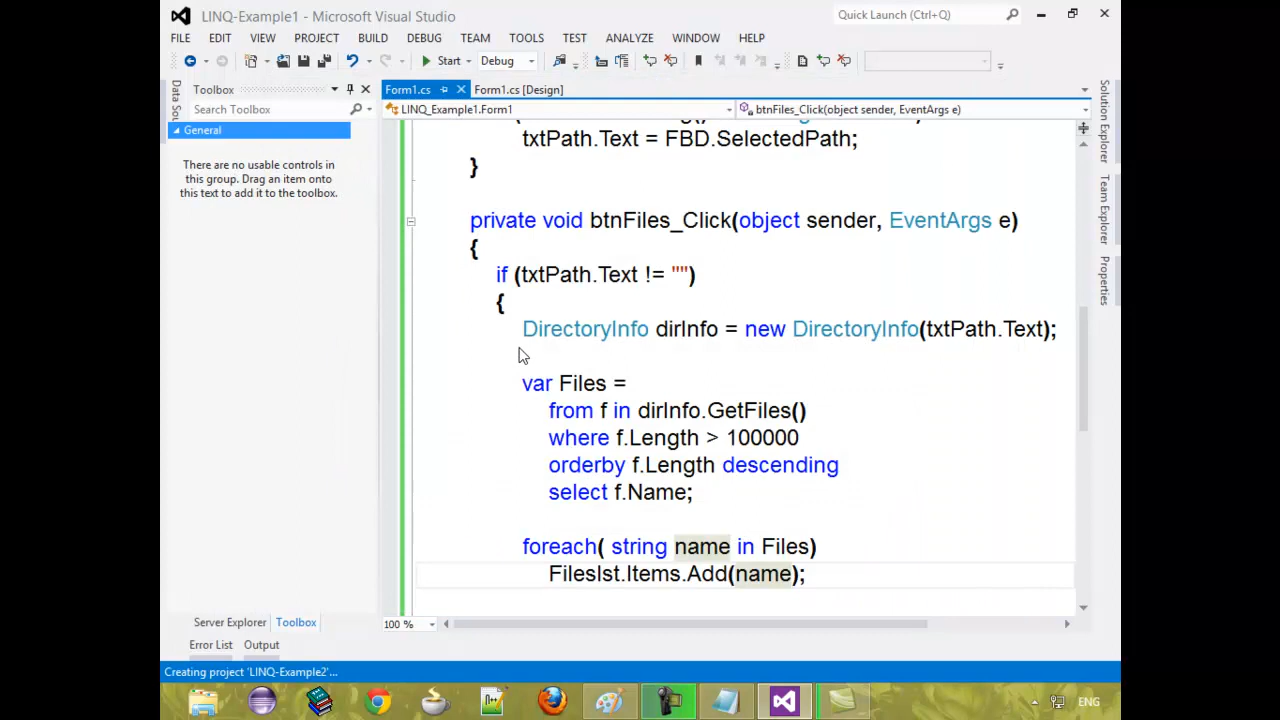 LINQ-Example1 - Microsoft Visual Studio
Quick Launch (Ctrl+Q)
FILE EDIT VIEW PROJECT BUILD DEBUG TEAM TOOLS TEST ANALYZE WINDOW HELP
Start Debug
Data Sou
Toolbox
Search Toolbox
General
There are no usable controls in
this group. Drag an item onto
this text to add it to the toolbox.
Form1.cs
Form1.cs [Design]
LINQ_Example1.Form1
btnFiles_Click(object sender, EventArgs e)
txtPath.Text = FBD.SelectedPath;
}
private void btnFiles_Click(object sender, EventArgs e)
{
if (txtPath.Text != "")
{
DirectoryInfo dirInfo = new DirectoryInfo(txtPath.Text);
var Files =
from f in dirInfo.GetFiles()
where f.Length > 100000
orderby f.Length descending
select f.Name;
foreach( string name in Files)
Fileslst.Items.Add(name);
100 %
Solution Explorer
Team Explorer
Properties
Server Explorer Toolbox
Error List Output
Creating project 'LINQ-Example2'...
ENG